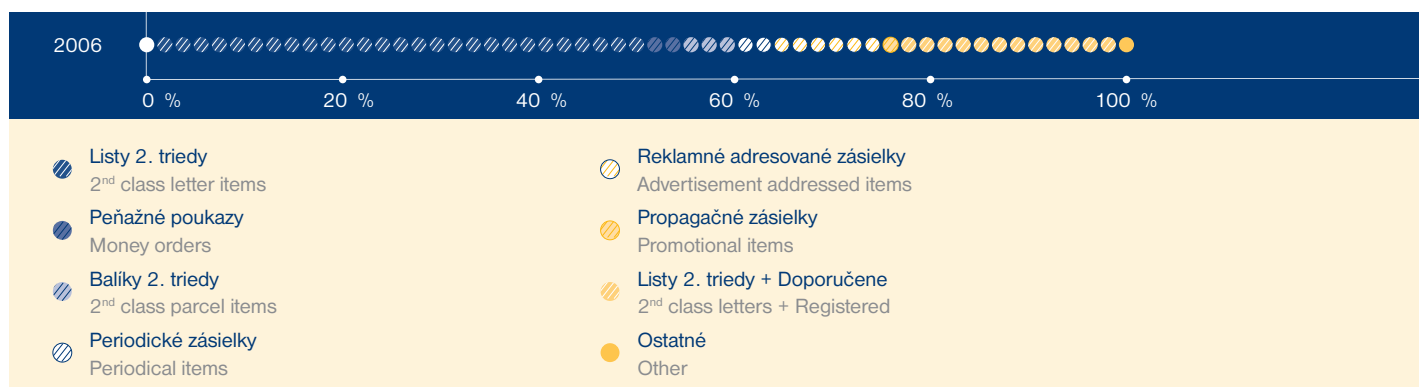 2006
0 % 20 % 40 % 60 % 80 % 100 %
Listy 2. triedy
2nd class letter items
Peňažné poukazy
Money orders
Balíky 2. triedy
2nd class parcel items
Periodické zásielky
Periodical items
Reklamné adresované zásielky
Advertisement addressed items
Propagačné zásielky
Promotional items
Listy 2. triedy + Doporučene
2nd class letters + Registered
Ostatné
Other